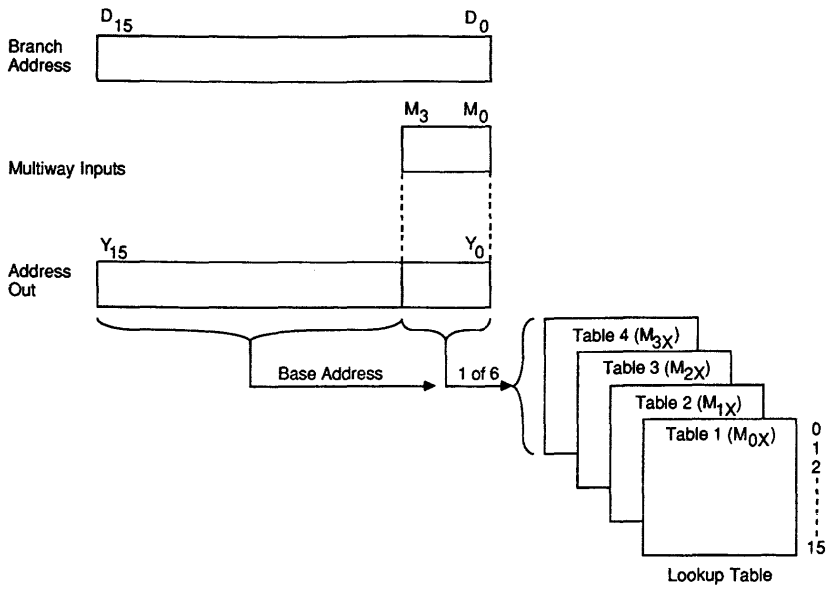 D15 D0
Branch
Address
M3 M0
Multiway Inputs
Y15 Y0
Address
Out
Base Address
1 of 6
Table 4 (M3X)
Table 3 (M2X)
Table 2 (M1X)
Table 1 (M0X)
0
1
2
15
Lookup Table